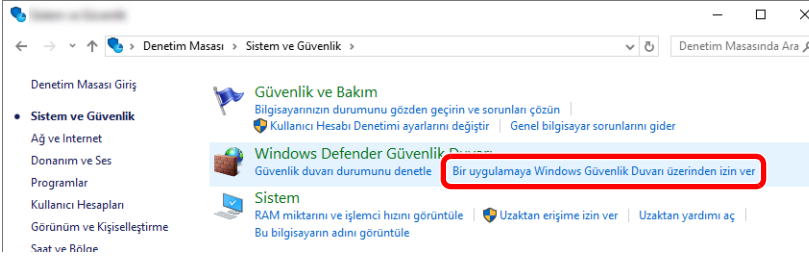 Denetim Masası > Sistem ve Güvenlik >
Denetim Masasında Ara
Denetim Masası Giriş
Sistem ve Güvenlik
Ağ ve Internet
Donanım ve Ses
Programlar
Kullanıcı Hesapları
Görünüm ve Kişiselleştirme
Saat ve Bölge
Güvenlik ve Bakım
Bilgisayarınızın durumunu gözden geçirin ve sorunları çözün
Kullanıcı Hesabı Denetimi ayarlarını değiştir
Genel bilgisayar sorunlarını gider
Windows Defender Güvenlik Duvarı
Güvenlik duvarı durumunu denetle
Bir uygulamaya Windows Güvenlik Duvarı üzerinden izin ver
Sistem
RAM miktarını ve işlemci hızını görüntüle
Uzaktan erişime izin ver
Uzaktan yardımı aç
Bu bilgisayarın adını görüntüle